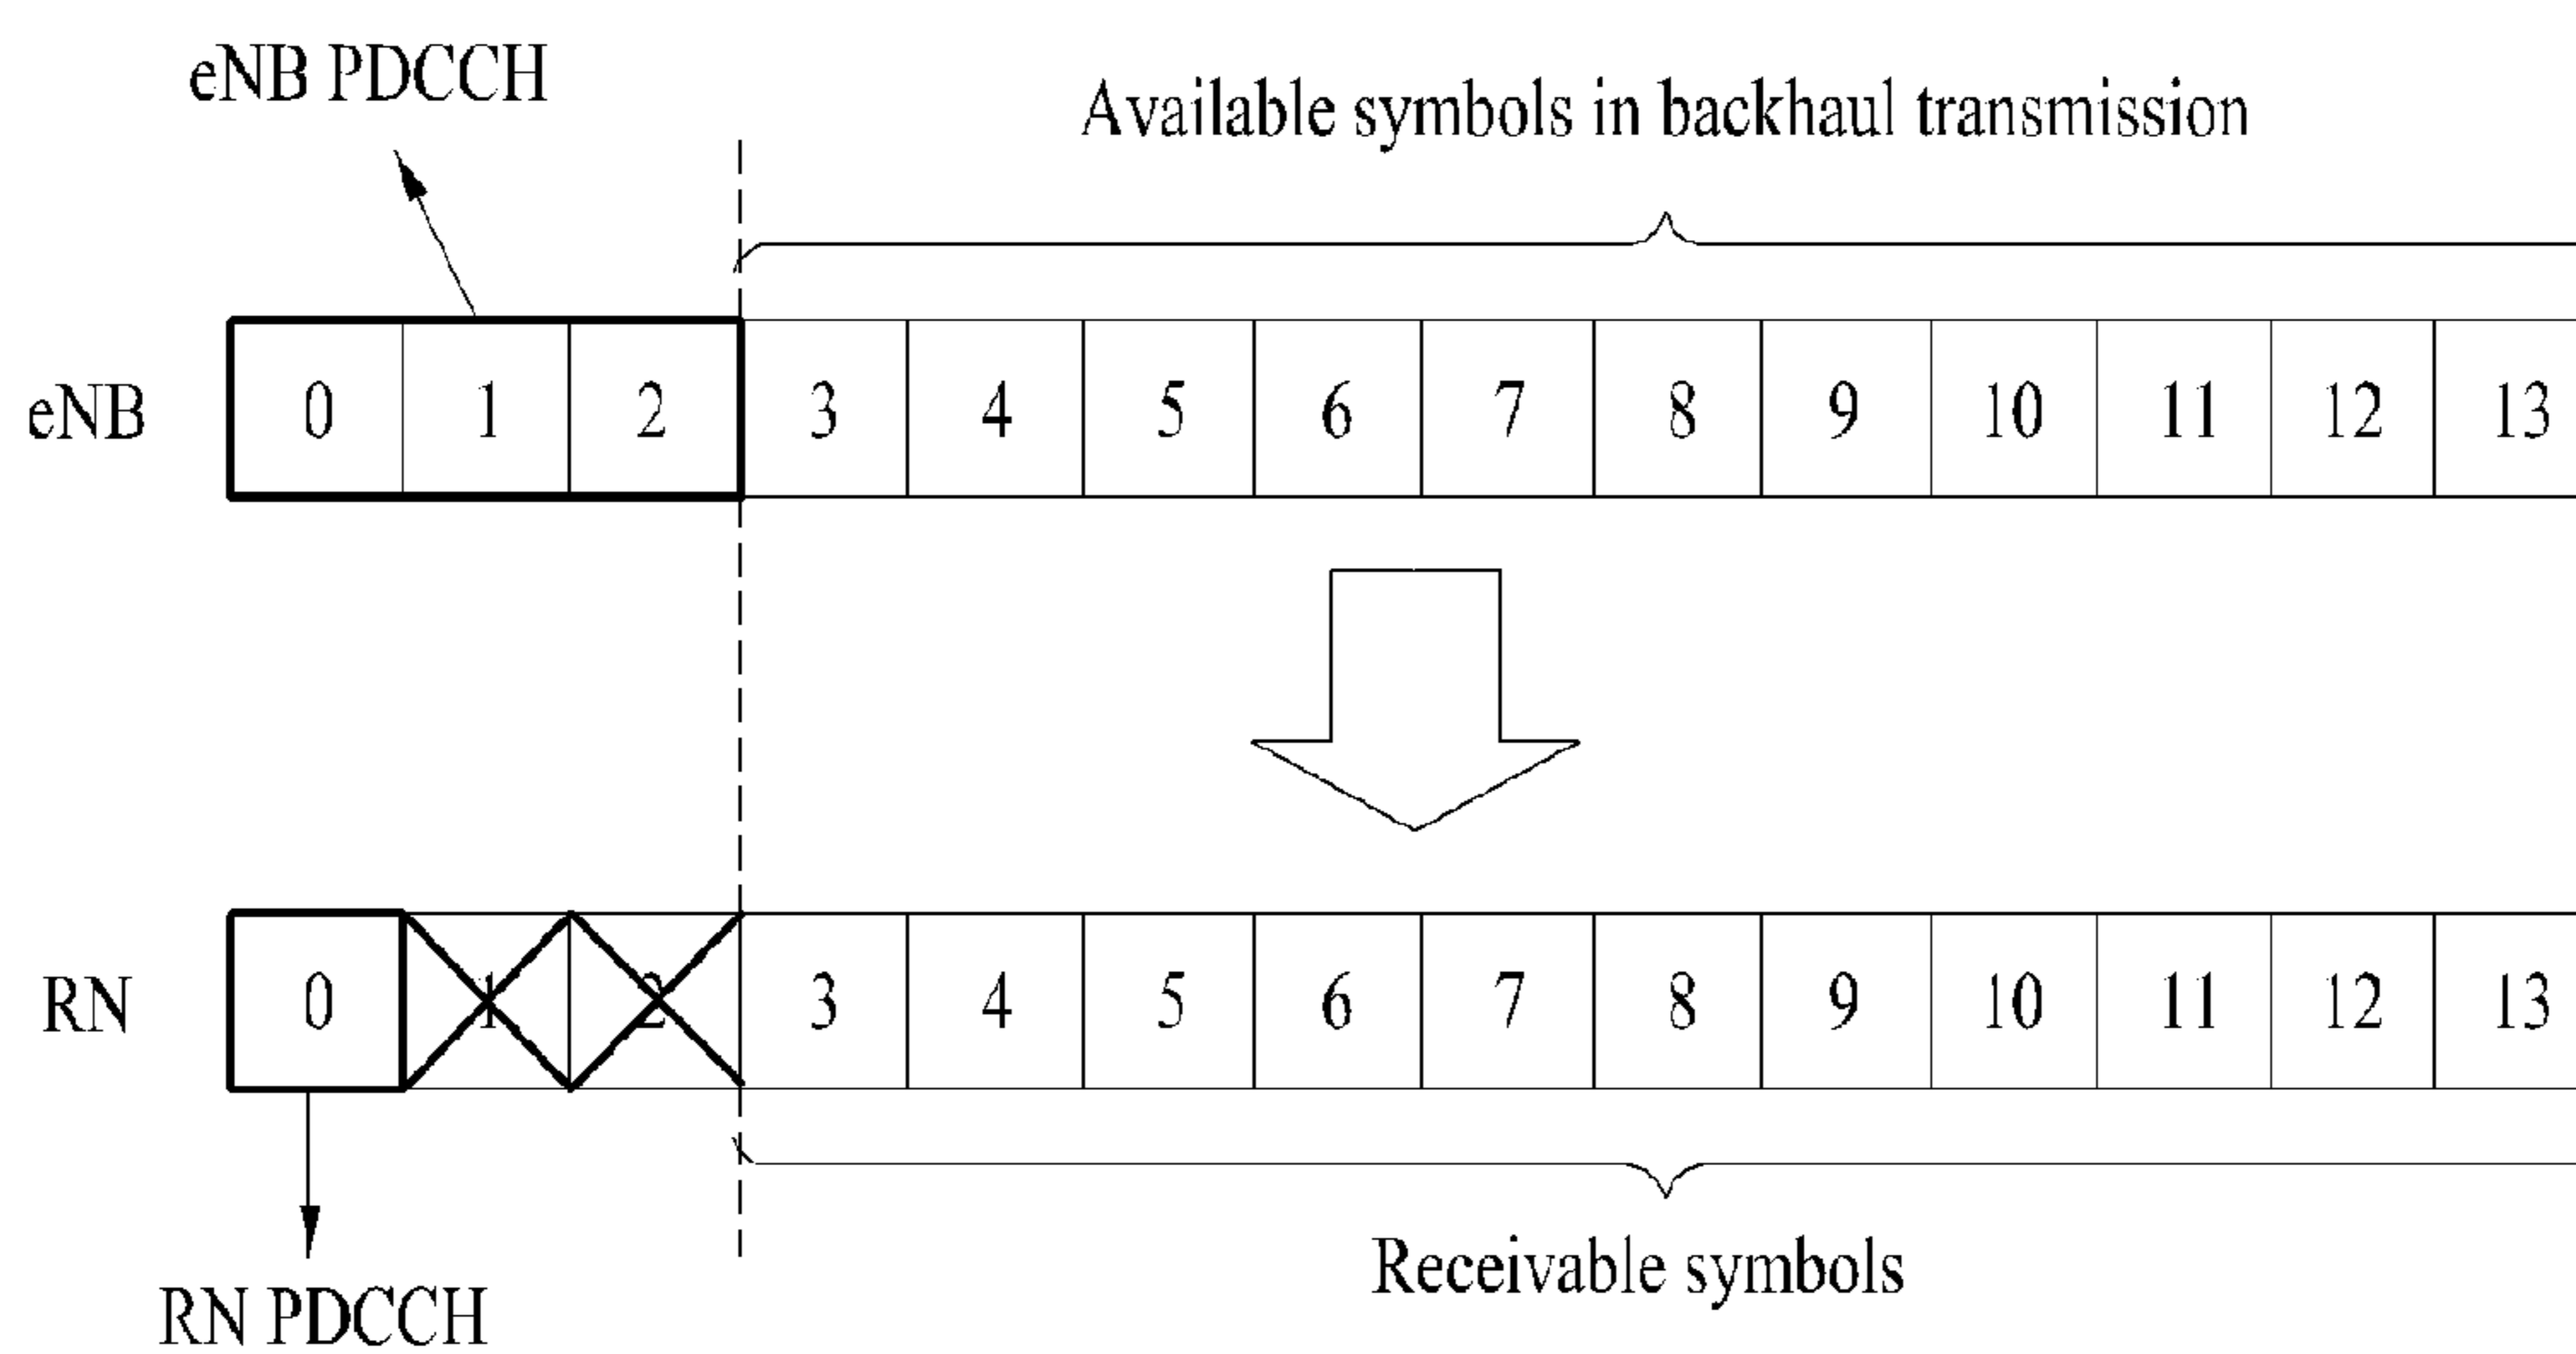 eNB PDCCH
Available symbols in backhaul transmission
eNB 0 1 2 3 4 5 6 7 8 9 10 11 12 13
RN 0 1 2 3 4 5 6 7 8 9 10 11 12 13
Receivable symbols
RN PDCCH